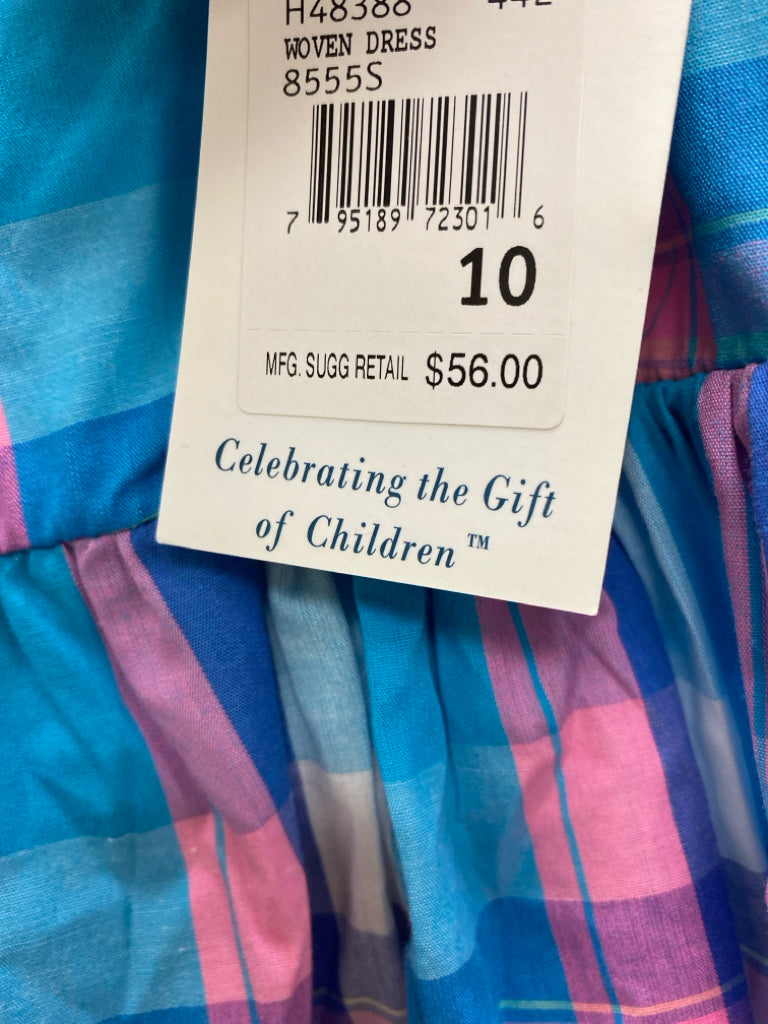 H48388 442
WOVEN DRESS
8555S
7 95189 72301 6
10
MFG. SUGG RETAIL $56.00
Celebrating the Gift
of Children™